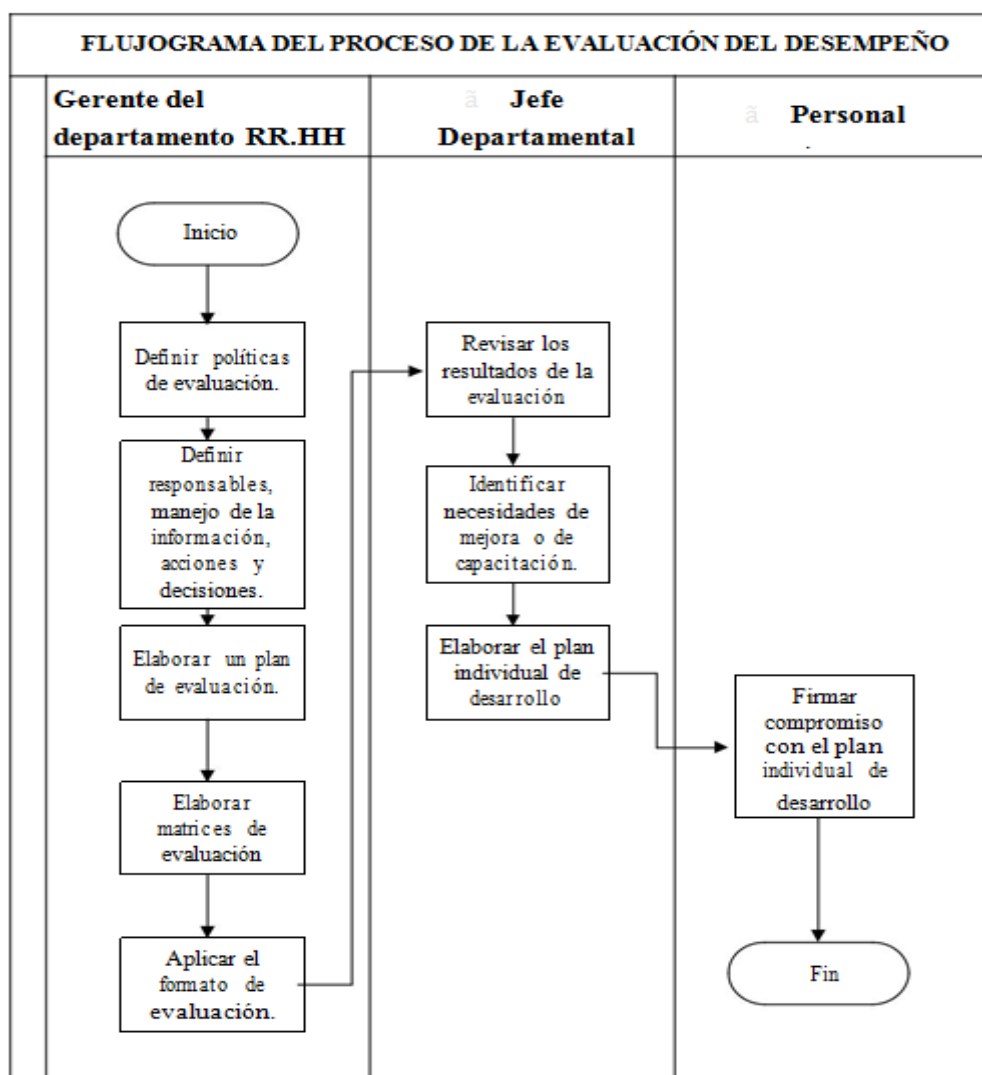 FLUJOGRAMA DEL PROCESO DE LA EVALUACIÓN DEL DESEMPEÑO
Gerente del
departamento RR.HH
ã Jefe
Departamental
ã Personal
.
Inicio
Definir políticas
de evaluación.
Definir
responsables,
manejo de la
información,
acciones y
decisiones.
Elaborar un plan
de evaluación.
Elaborar
matrices de
evaluación
Aplicar el
formato de
evaluación.
Revisar los
resultados de la
evaluación
Identificar
necesidades de
mejora o de
capacitación.
Elaborar el plan
individual de
desarrollo
Firmar
compromiso
con el plan
individual de
desarrollo
Fin